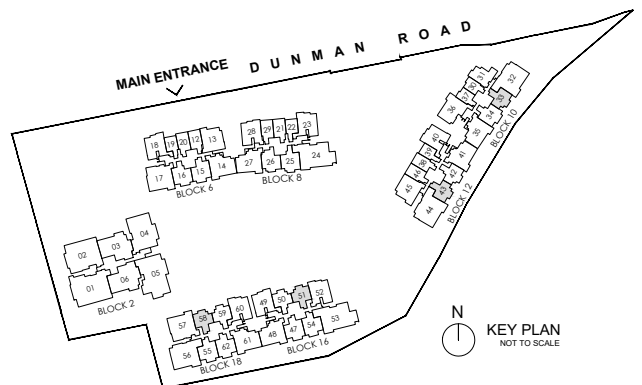 DUNMAN ROAD
MAIN ENTRANCE
18 19 20 12 13
17 16 15 14
BLOCK 6
28 29 21 22 23
27 26 25 24
BLOCK 8
31 32
30
37 33
36 34
35
BLOCK 10
40 41
39
38 42
46 43
45 44
BLOCK 12
02 03 04
01 06 05
BLOCK 2
57 58 59 60
56 55 62 61
BLOCK 18
49 50 51 52
48 47 54 53
BLOCK 16
N
KEY PLAN
NOT TO SCALE